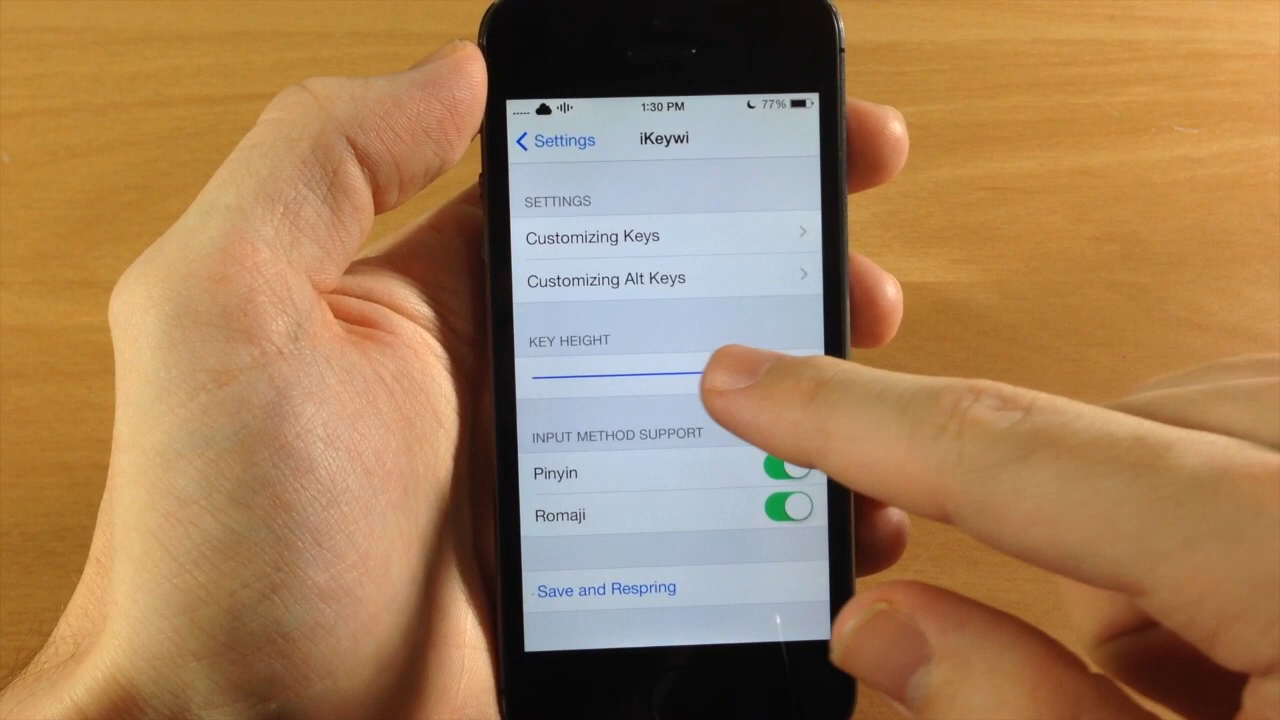 1:30 PM 77%
Settings iKeywi
SETTINGS
Customizing Keys
Customizing Alt Keys
KEY HEIGHT
INPUT METHOD SUPPORT
Pinyin
Romaji
Save and Respring